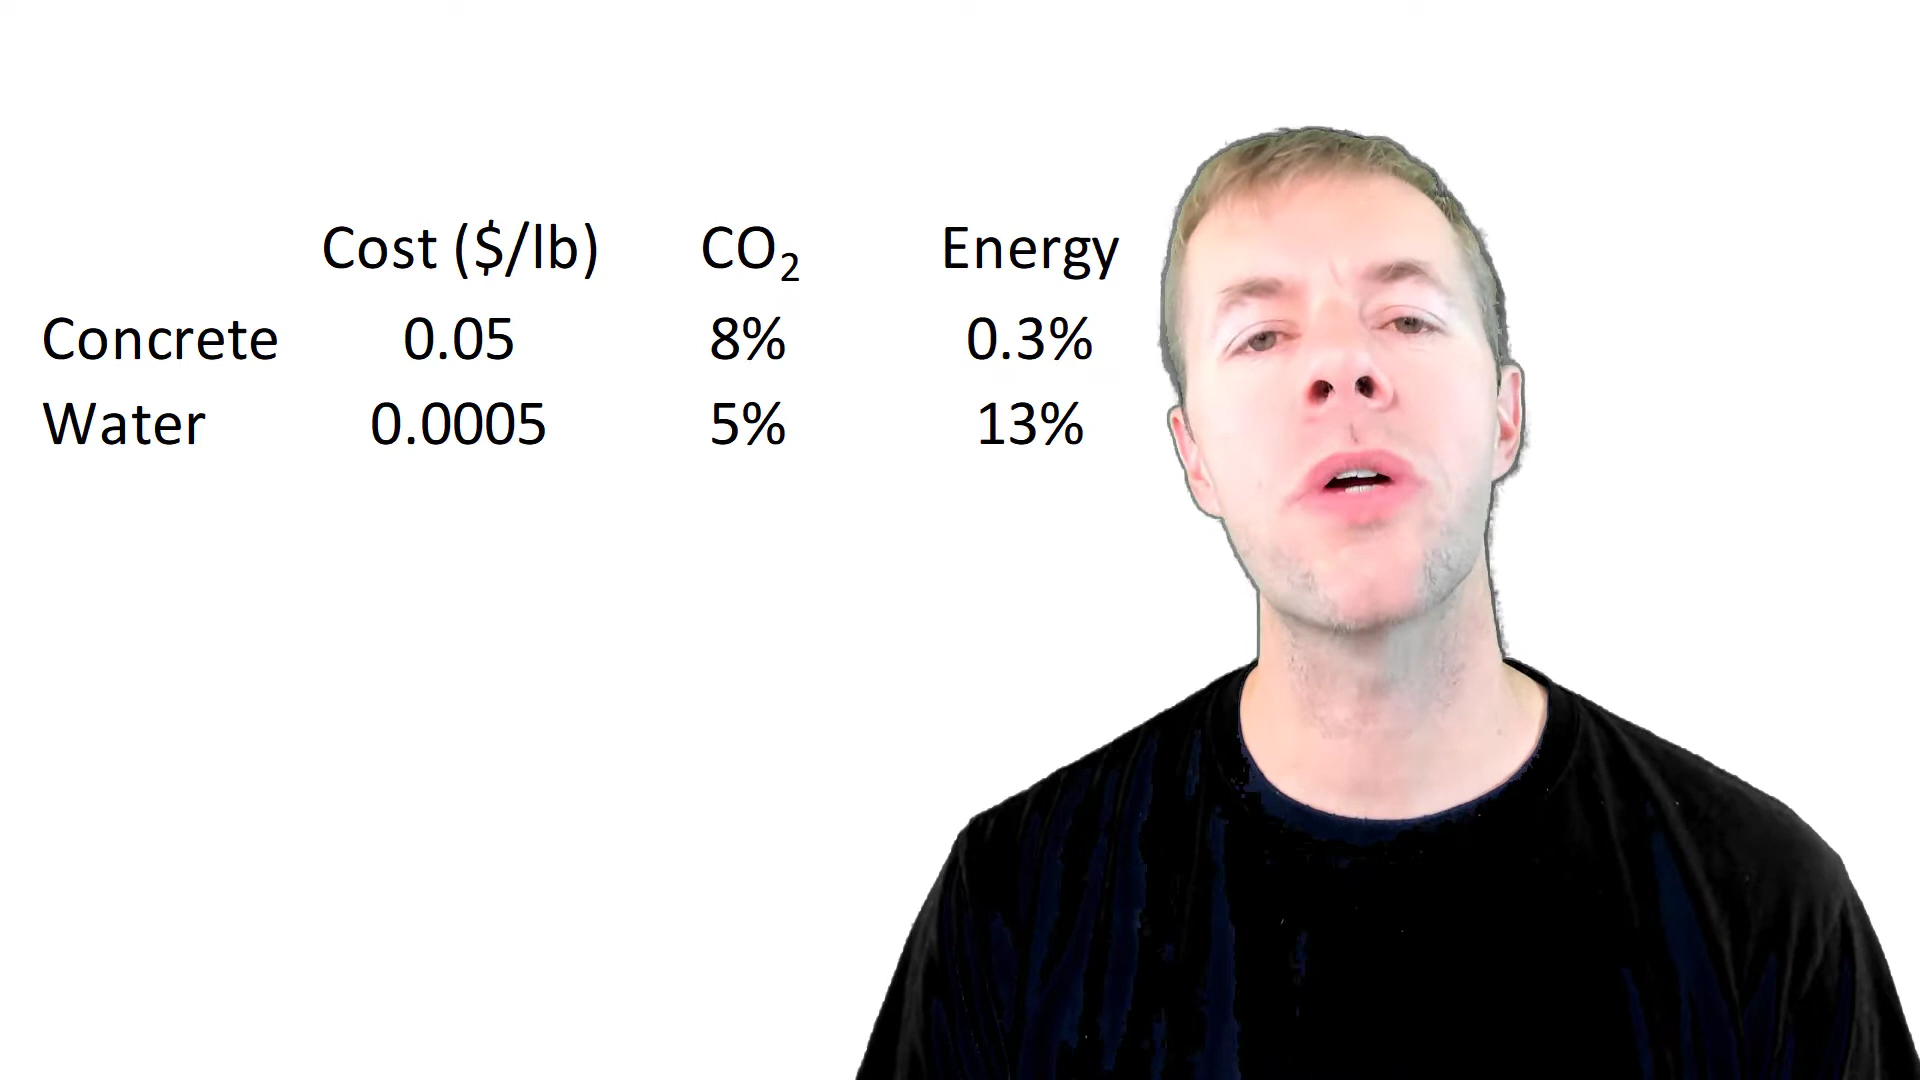 Cost ($/lb) CO₂ Energy
Concrete 0.05 8% 0.3%
Water 0.0005 5% 13%